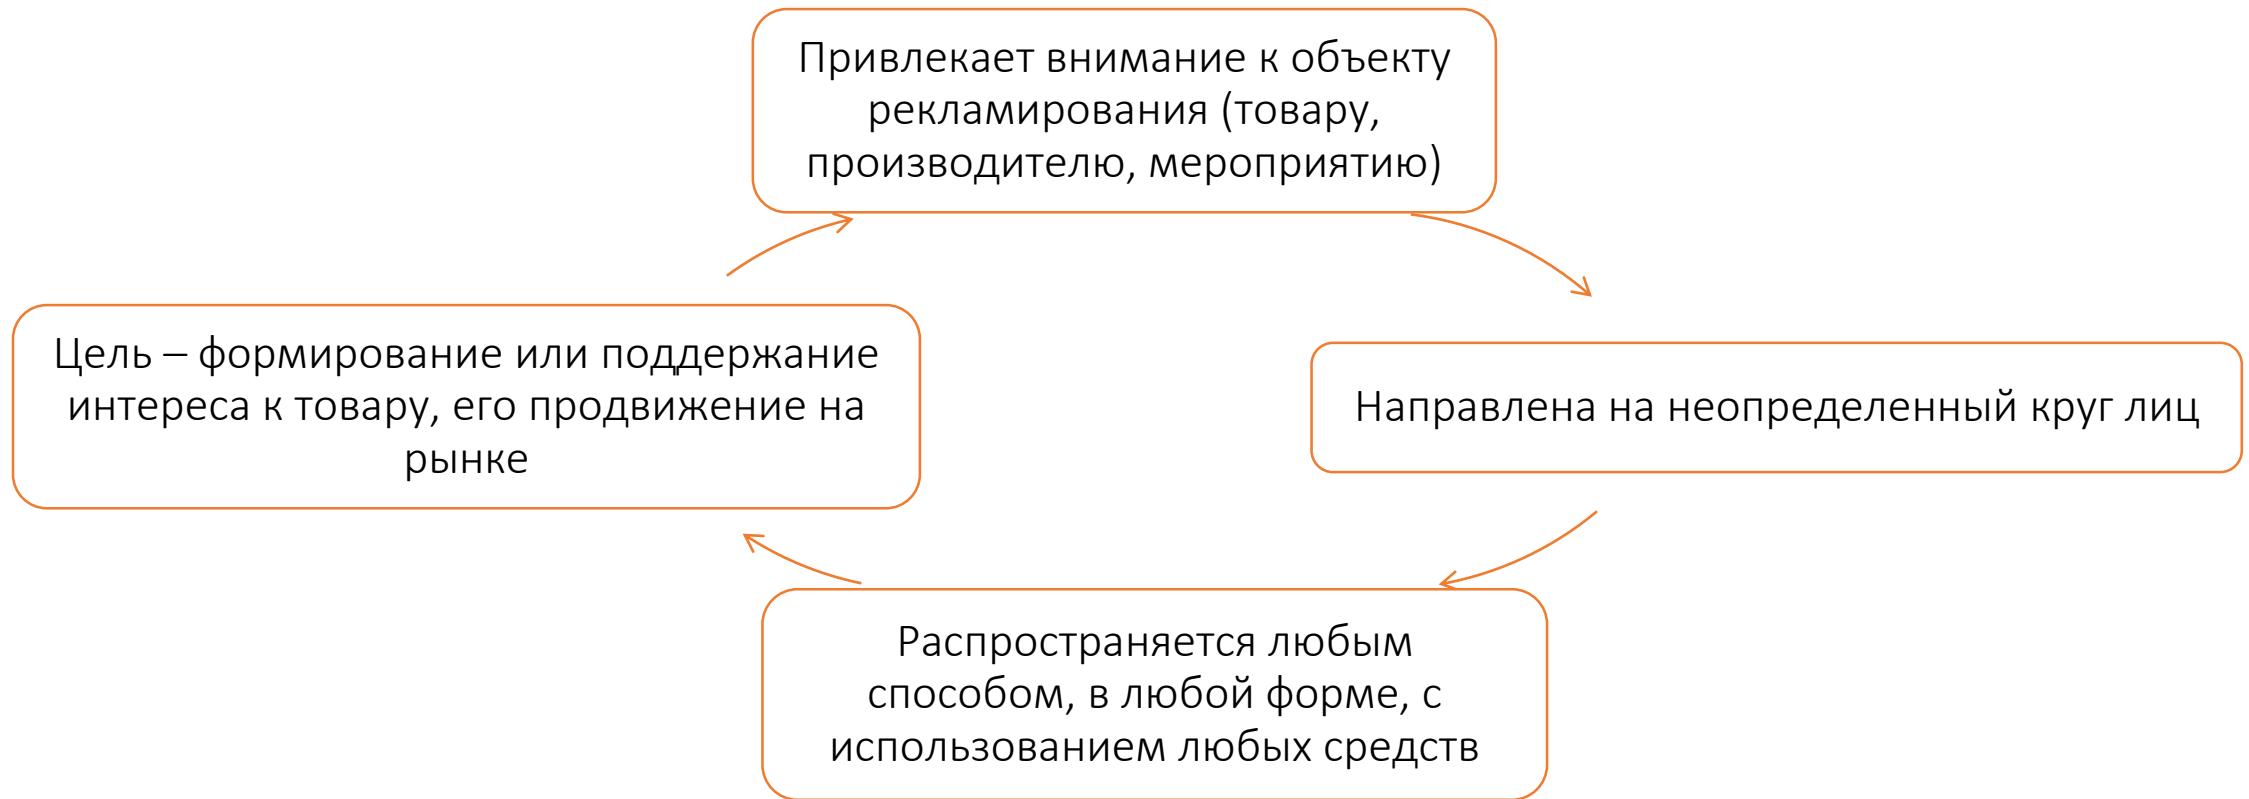 Привлекает внимание к объекту
рекламирования (товару,
производителю, мероприятию)
Направлена на неопределенный круг лиц
Распространяется любым
способом, в любой форме, с
использованием любых средств
Цель – формирование или поддержание
интереса к товару, его продвижение на
рынке